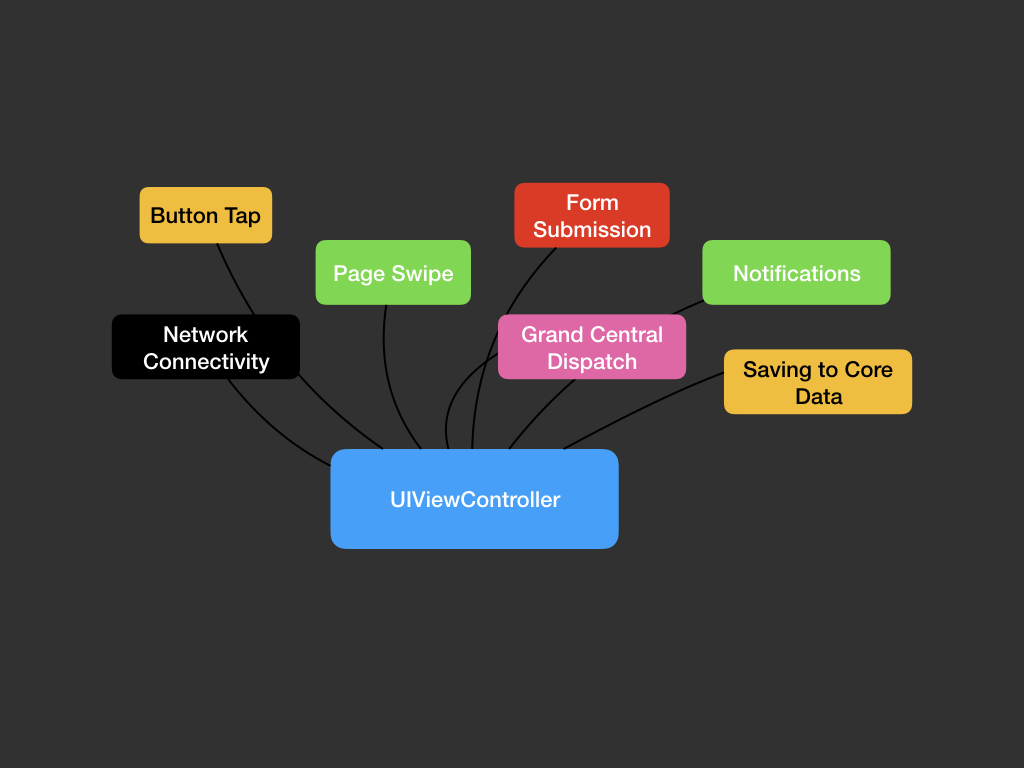 Button Tap
Form
Submission
Page Swipe
Notifications
Network
Connectivity
Grand Central
Dispatch
Saving to Core
Data
UIViewController